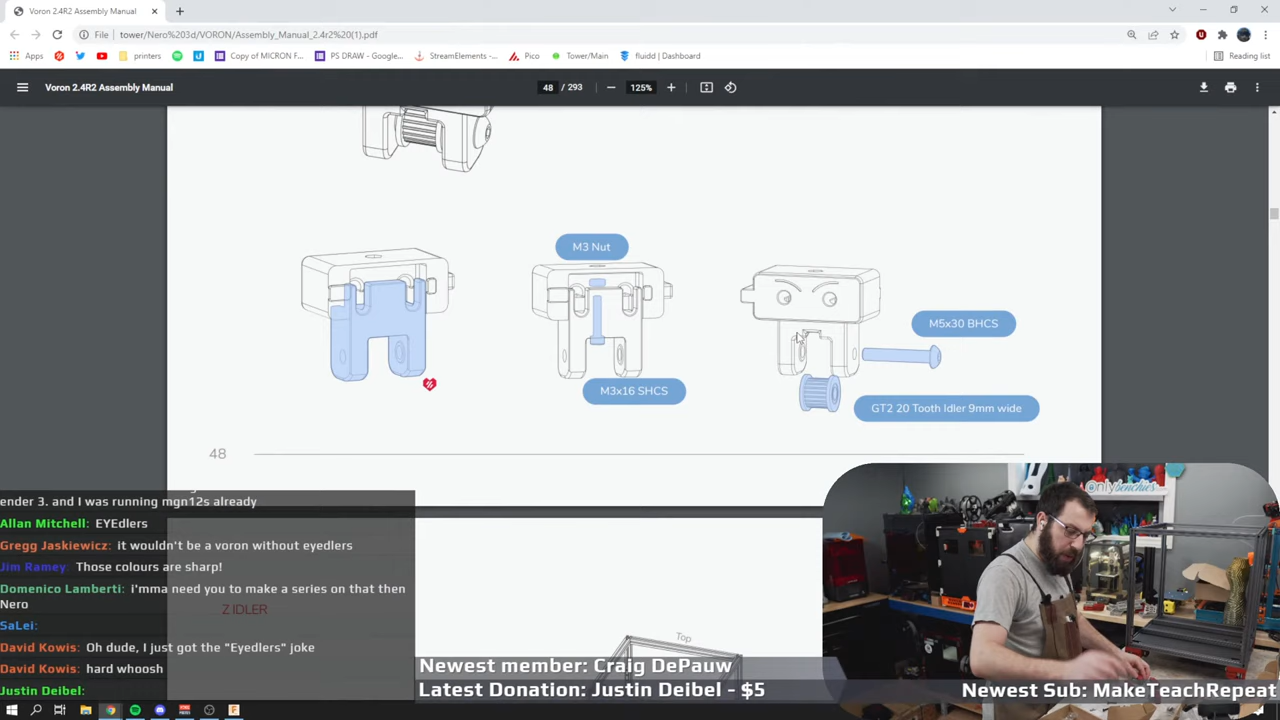 Voron 2.4R2 Assembly Manual
File
tower/Nero%203d/VORON/Assembly_Manual_2.4r2%20(1).pdf
Apps
printers
Copy of MICRON F...
PS DRAW - Google...
StreamElements -...
Pico
Tower/Main
fluidd | Dashboard
Reading list
Voron 2.4R2 Assembly Manual
48 / 293
125%
M3 Nut
M5x30 BHCS
M3x16 SHCS
GT2 20 Tooth Idler 9mm wide
48
@onlybenchies
ender 3. and I was running mgn12s already
Allan Mitchell: EYEdlers
Gregg Jaskiewicz: it wouldn't be a voron without eyedlers
Jim Ramey: Those colours are sharp!
Domenico Lamberti: i'mma need you to make a series on that then
Nero
Z IDLER
SaLei:
David Kowis: Oh dude, I just got the "Eyedlers" joke
David Kowis: hard whoosh
Justin Deibel:
Top
Newest member: Craig DePauw
Latest Donation: Justin Deibel - $5
Newest Sub: MakeTeachRepeat